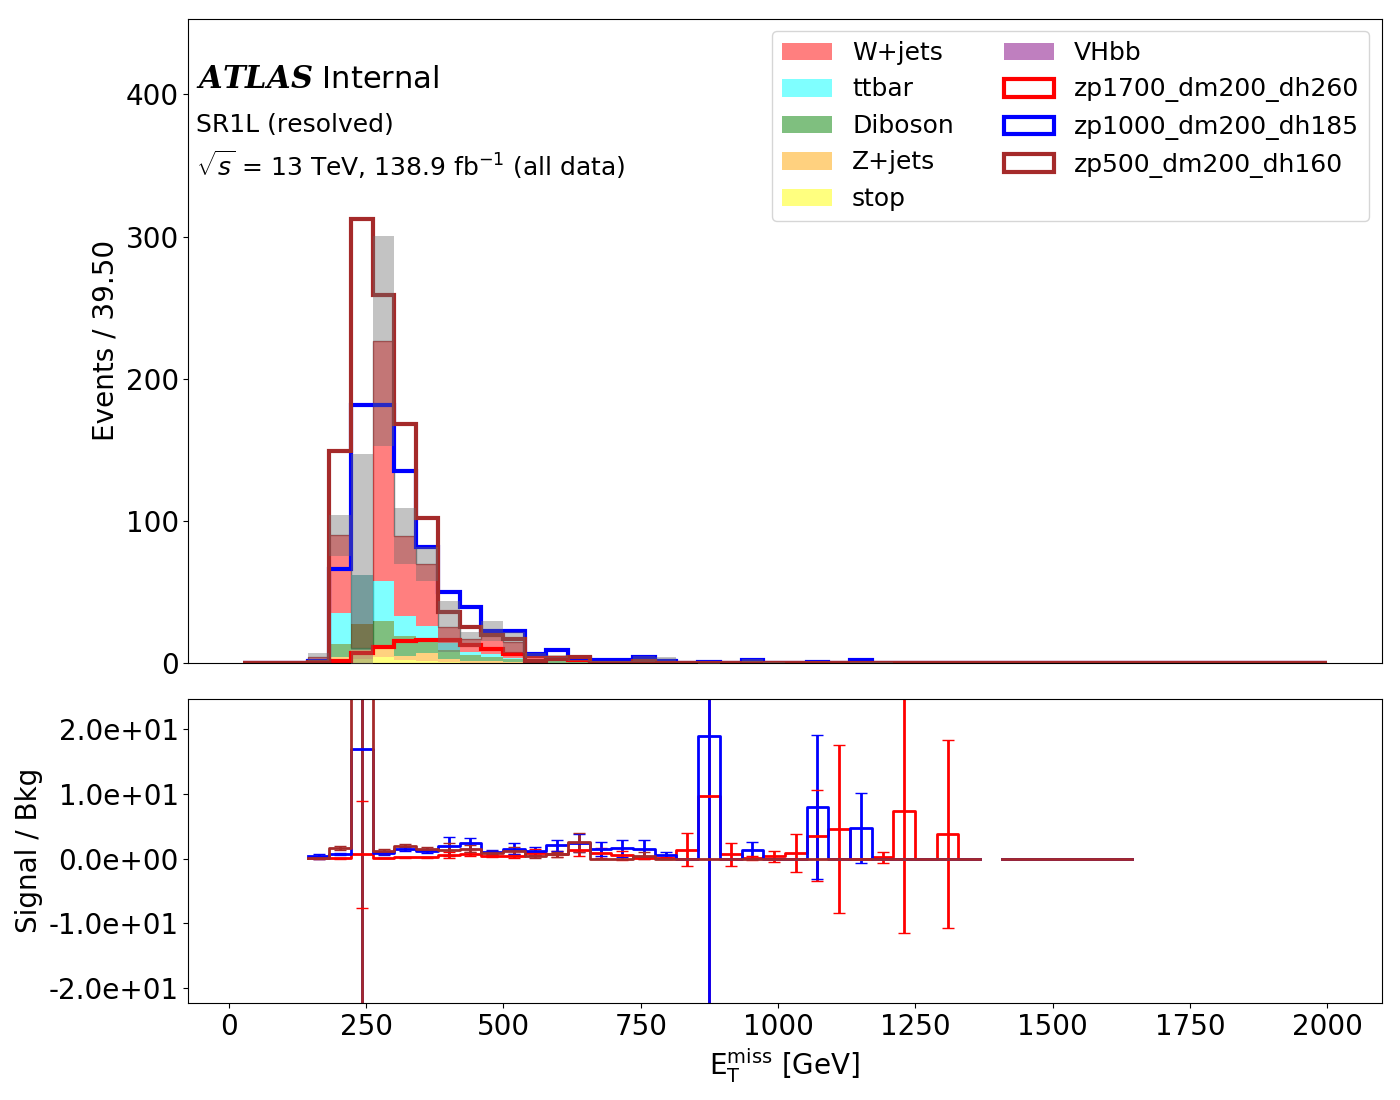 ATLAS Internal
SR1L (resolved)
√s = 13 TeV, 138.9 fb⁻¹ (all data)
W+jets
ttbar
Diboson
Z+jets
stop
VHbb
zp1700_dm200_dh260
zp1000_dm200_dh185
zp500_dm200_dh160
Events / 39.50
400
300
200
100
0
Signal / Bkg
2.0e+01
1.0e+01
0.0e+00
-1.0e+01
-2.0e+01
0 250 500 750 1000 1250 1500 1750 2000
E_T^miss [GeV]